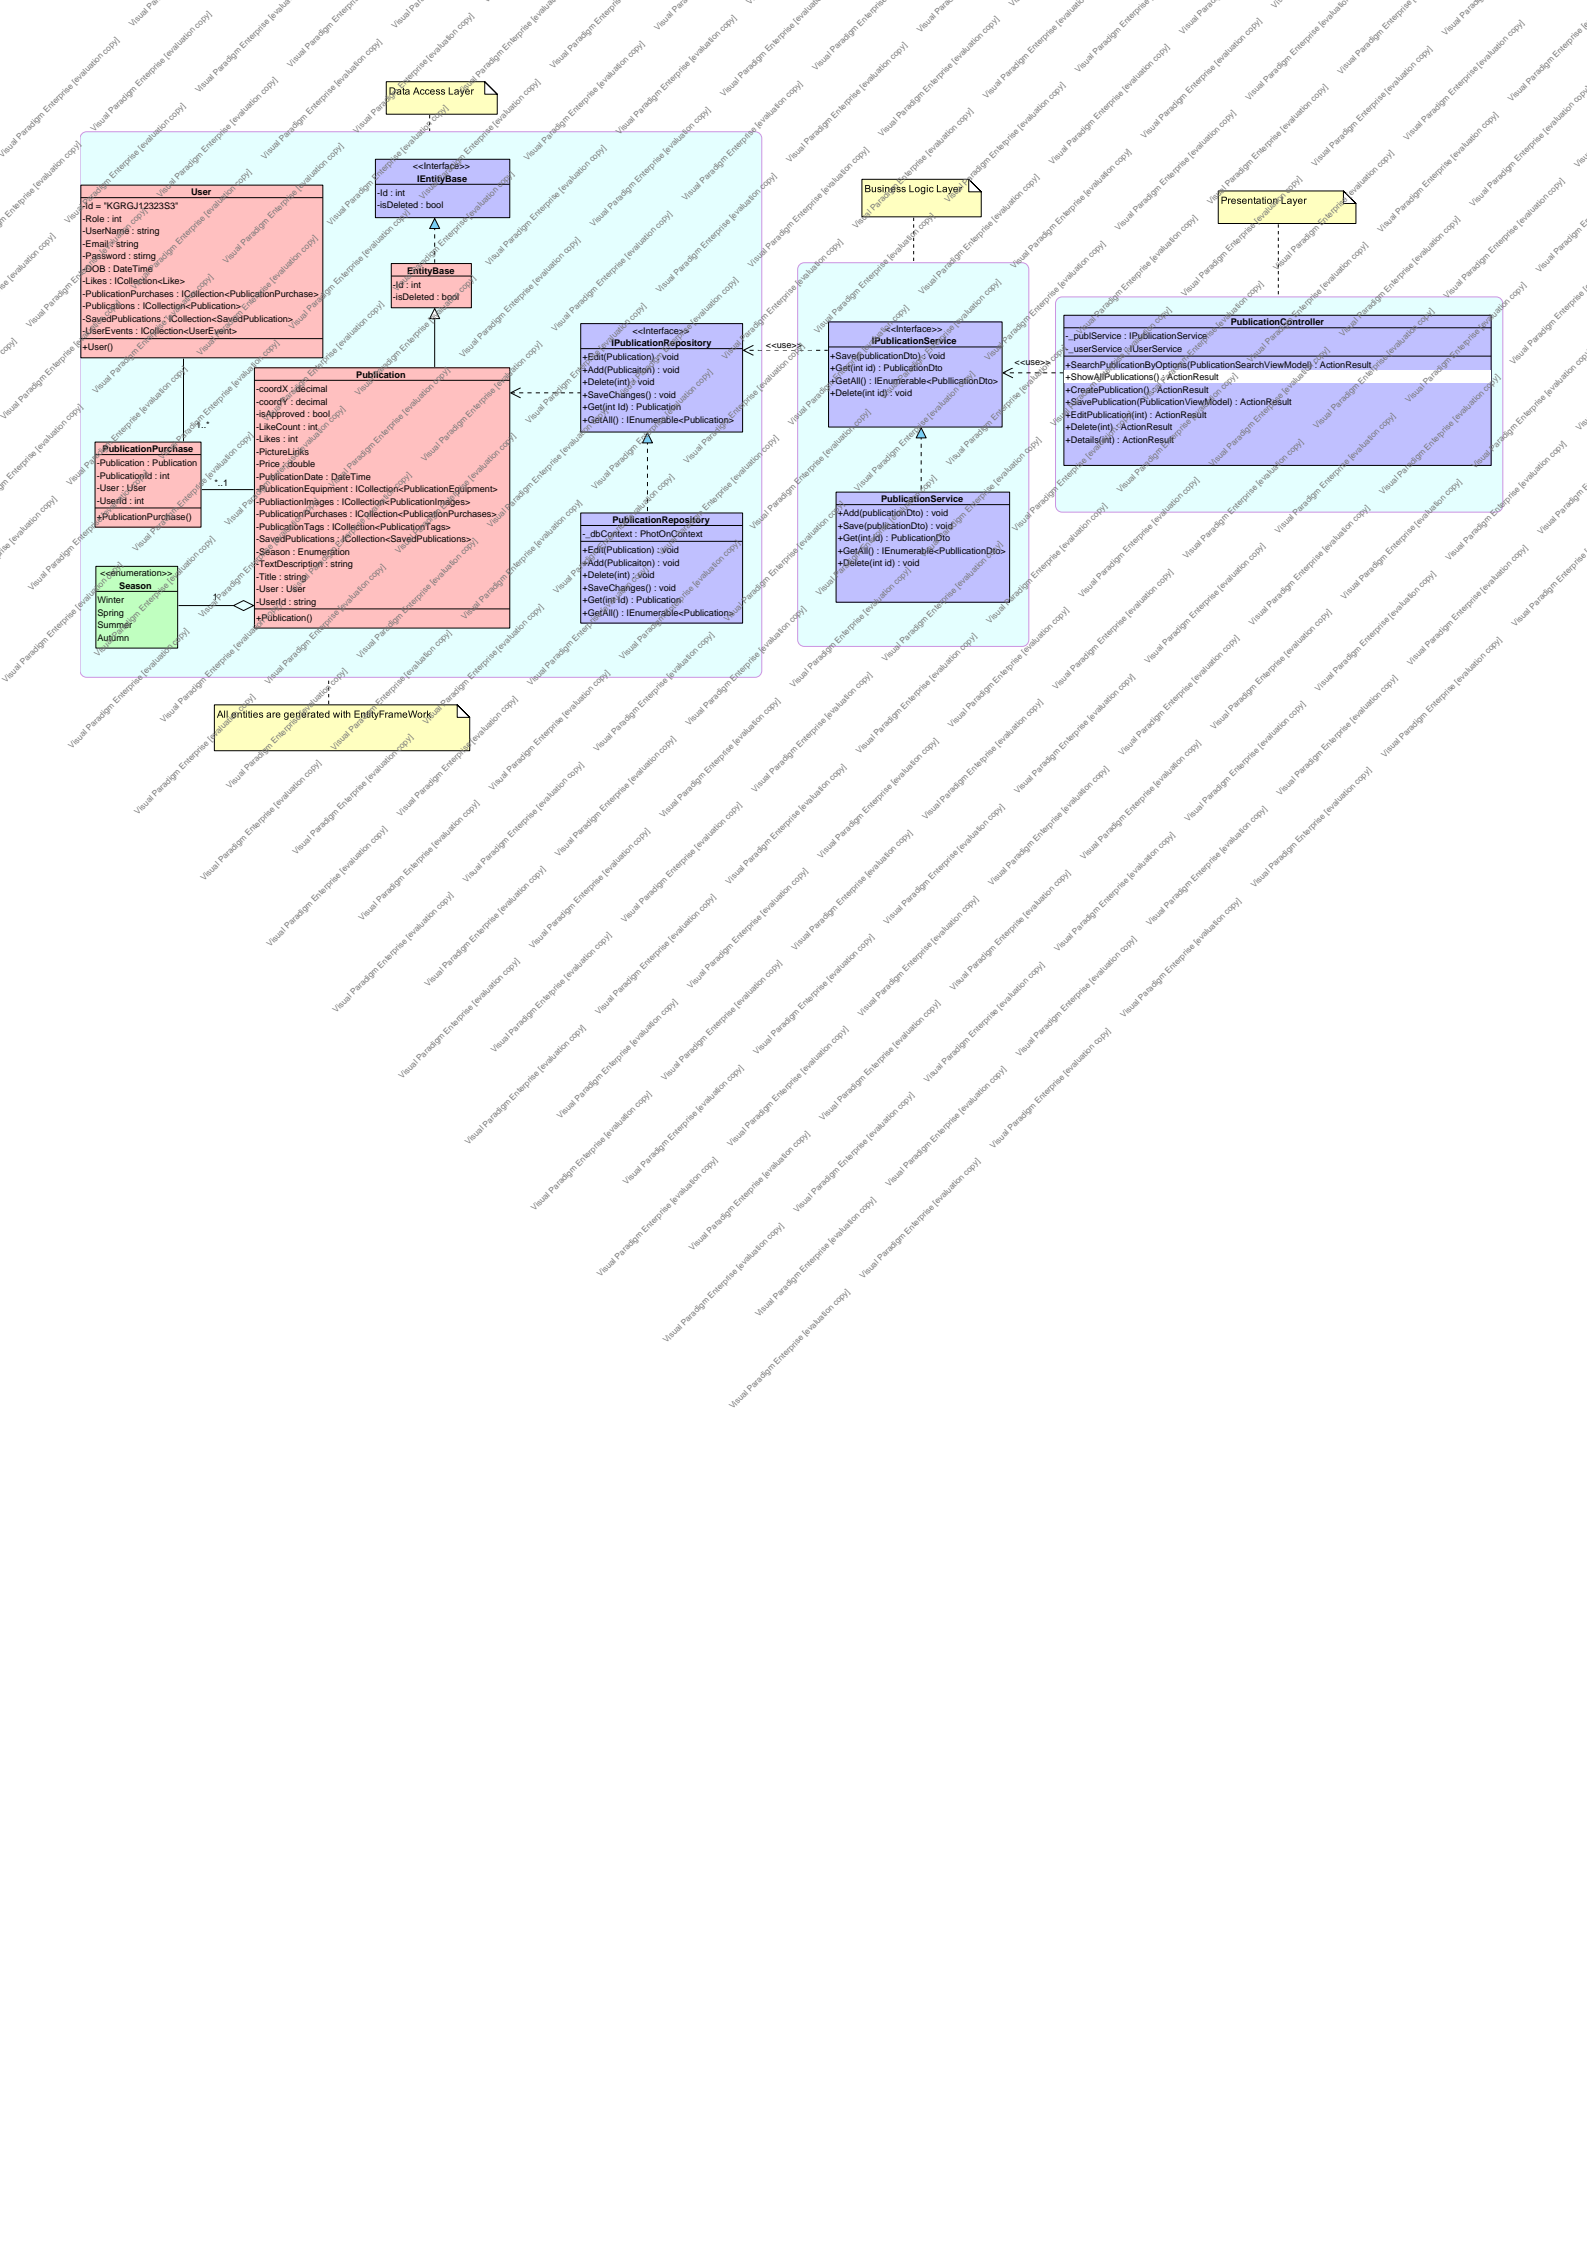 Data Access Layer
<<Interface>>
IEntityBase
-Id : int
-isDeleted : bool
User
-Id = "KGRGJ12323S3"
-Role : int
-UserName : string
-Email : string
-Password : string
-DOB : DateTime
-Likes : ICollection<Like>
-PublicationPurchases : ICollection<PublicationPurchase>
-Publications : ICollection<Publication>
-SavedPublications : ICollection<SavedPublication>
-UserEvents : ICollection<UserEvent>
+User()
EntityBase
-Id : int
-isDeleted : bool
1..*
PublicationPurchase
-Publication : Publication
-PublicationId : int
-User : User
-UserId : int
+PublicationPurchase()
*..1
<<enumeration>>
Season
Winter
Spring
Summer
Autumn
1
Publication
-coordX : decimal
-coordY : decimal
-isApproved : bool
-LikeCount : int
-Likes : int
-PictureLinks
-Price : double
-PublicationDate : DateTime
-PublicationEquipment : ICollection<PublicationEquipment>
-PubliactionImages : ICollection<PublicationImages>
-PublicationPurchases : ICollection<PublicationPurchases>
-PublicationTags : ICollection<PublicationTags>
-SavedPublications : ICollection<SavedPublications>
-Season : Enumeration
-TextDescription : string
-Title : string
-User : User
-UserId : string
+Publication()
<<Interface>>
IPublicationRepository
+Edit(Publication) : void
+Add(Publicaiton) : void
+Delete(int) : void
+SaveChanges() : void
+Get(int Id) : Publication
+GetAll() : IEnumerable<Publication>
PublicationRepository
-_dbContext : PhotOnContext
+Edit(Publication) : void
+Add(Publicaiton) : void
+Delete(int) : void
+SaveChanges() : void
+Get(int Id) : Publication
+GetAll() : IEnumerable<Publication>
All entities are generated with EntityFrameWork
<<use>>
Business Logic Layer
<<Interface>>
IPublicationService
+Save(publicationDto) : void
+Get(int id) : PublicationDto
+GetAll() : IEnumerable<PubllicationDto>
+Delete(int id) : void
PublicationService
+Add(publicationDto) : void
+Save(publicationDto) : void
+Get(int id) : PublicationDto
+GetAll() : IEnumerable<PubllicationDto>
+Delete(int id) : void
<<use>>
Presentation Layer
PublicationController
-_publService : IPublicationService
-_userService : IUserService
+SearchPublicationByOptions(PublicationSearchViewModel) : ActionResult
+ShowAllPublications() : ActionResult
+CreatePublication() : ActionResult
+SavePublication(PublicationViewModel) : ActionResult
+EditPublication(int) : ActionResult
+Delete(int) : ActionResult
+Details(int) : ActionResult
Visual Paradigm Enterprise [evaluation copy]